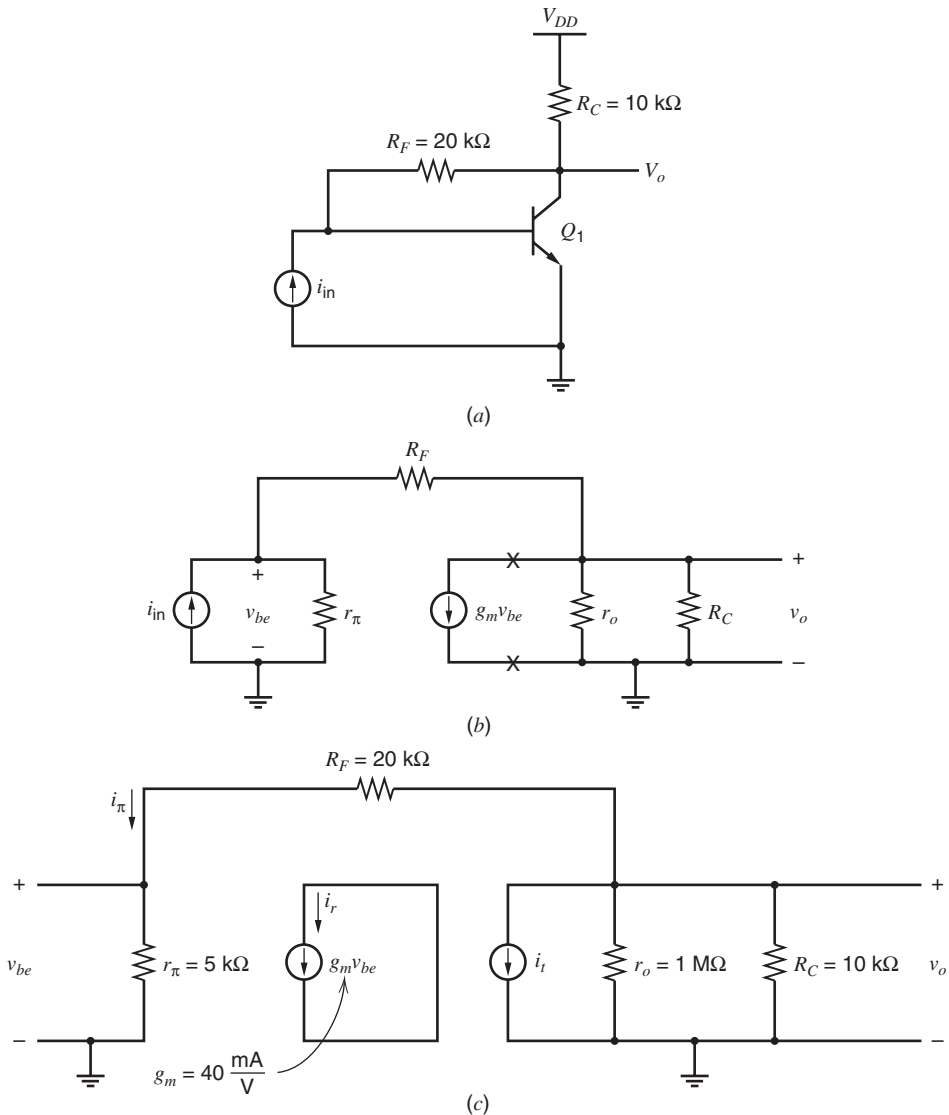 V_DD
R_C = 10 kΩ
R_F = 20 kΩ
V_o
Q_1
i_in
(a)
R_F
+
+
i_in
v_be
r_π
g_m v_be
r_o
R_C
v_o
−
−
(b)
R_F = 20 kΩ
i_π
+
+
i_r
v_be
r_π = 5 kΩ
g_m v_be
i_t
r_o = 1 MΩ
R_C = 10 kΩ
v_o
−
−
g_m = 40 mA/V
(c)